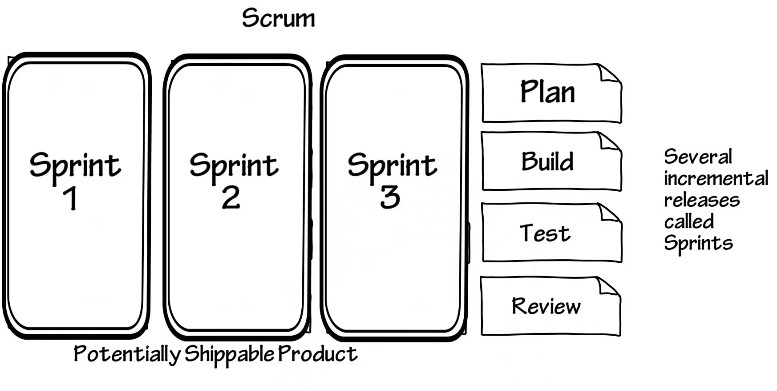 Scrum
Sprint
1
Sprint
2
Sprint
3
Plan
Build
Test
Review
Several
incremental
releases
called
Sprints
Potentially Shippable Product